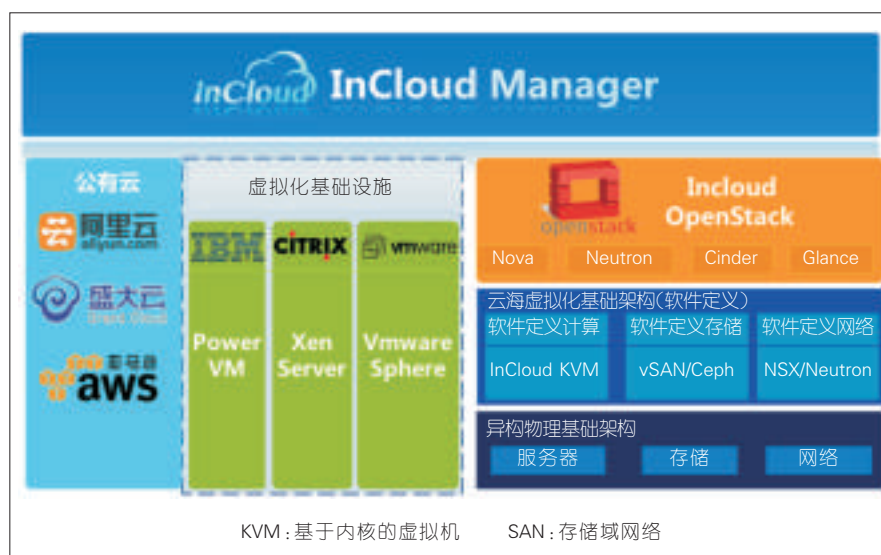 InCloud InCloud Manager
公有云
阿里云
aliyun.com
盛大云
亚马逊
aws
虚拟化基础设施
IBM
Power
VM
CITRIX
Xen
Server
vmware
Vmware
Sphere
openstack
Incloud
OpenStack
Nova Neutron Cinder Glance
云海虚拟化基础架构(软件定义)
软件定义计算 软件定义存储 软件定义网络
InCloud KVM vSAN/Ceph NSX/Neutron
异构物理基础架构
服务器 存储 网络
KVM:基于内核的虚拟机 SAN:存储域网络